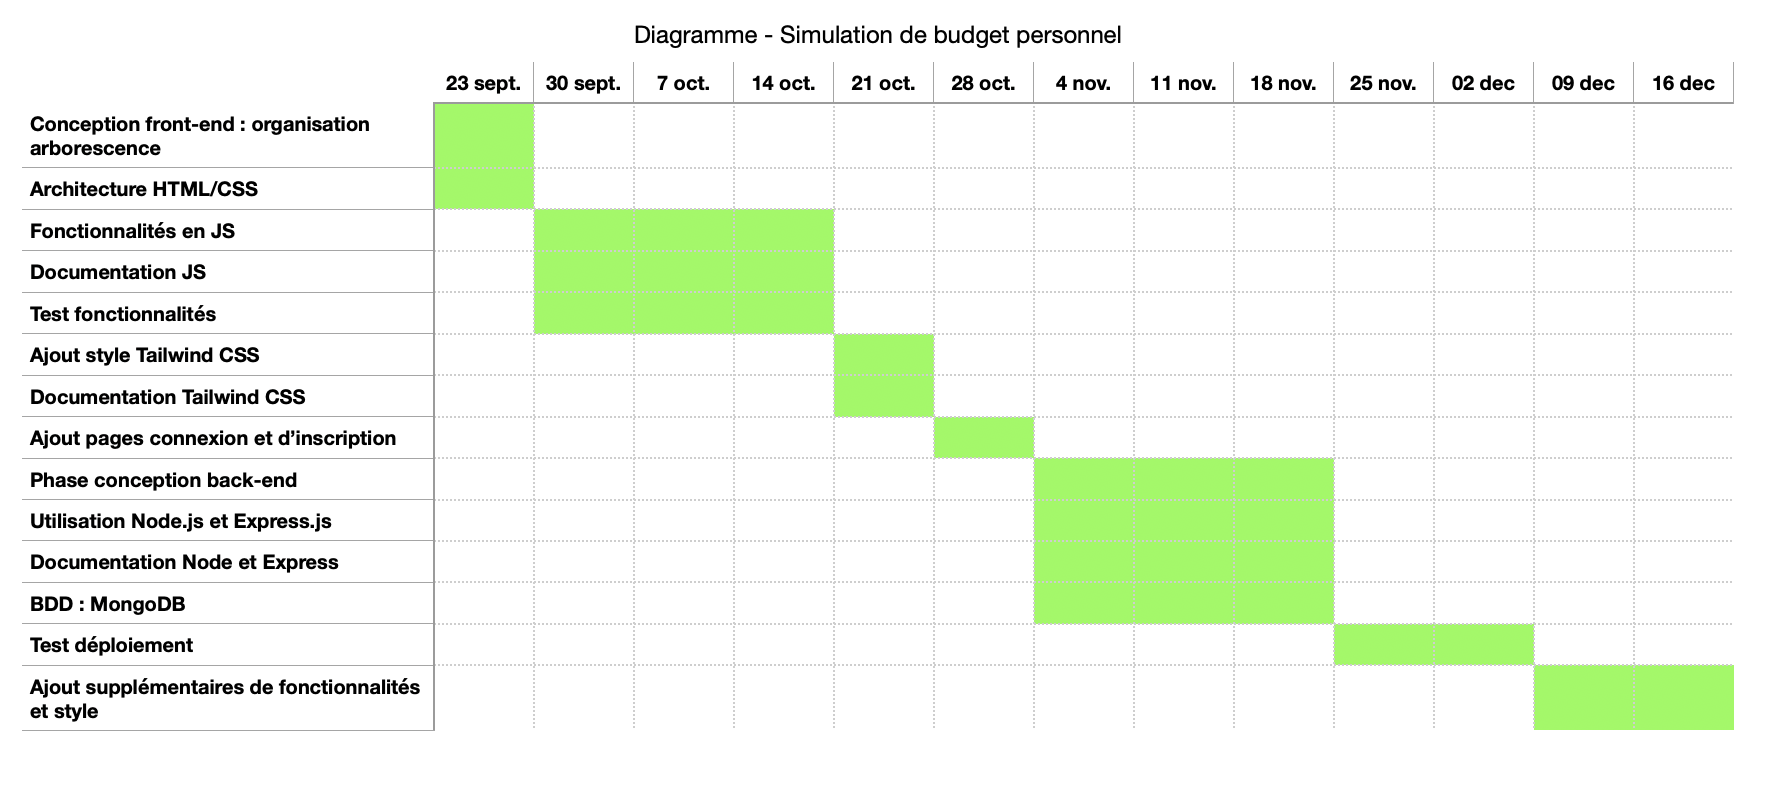 Diagramme - Simulation de budget personnel
23 sept. 30 sept. 7 oct. 14 oct. 21 oct. 28 oct. 4 nov. 11 nov. 18 nov. 25 nov. 02 dec 09 dec 16 dec
Conception front-end : organisation
arborescence
Architecture HTML/CSS
Fonctionnalités en JS
Documentation JS
Test fonctionnalités
Ajout style Tailwind CSS
Documentation Tailwind CSS
Ajout pages connexion et d’inscription
Phase conception back-end
Utilisation Node.js et Express.js
Documentation Node et Express
BDD : MongoDB
Test déploiement
Ajout supplémentaires de fonctionnalités
et style